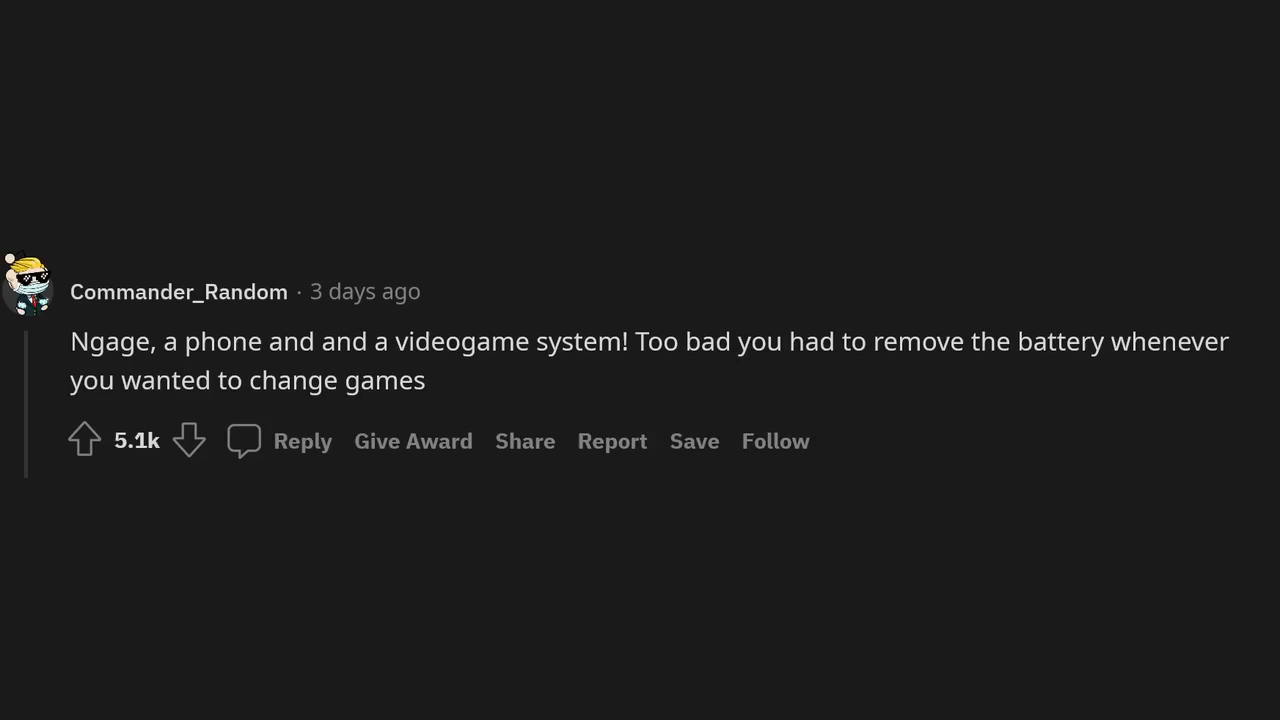 Commander_Random · 3 days ago
Ngage, a phone and and a videogame system! Too bad you had to remove the battery whenever
you wanted to change games
5.1k Reply Give Award Share Report Save Follow